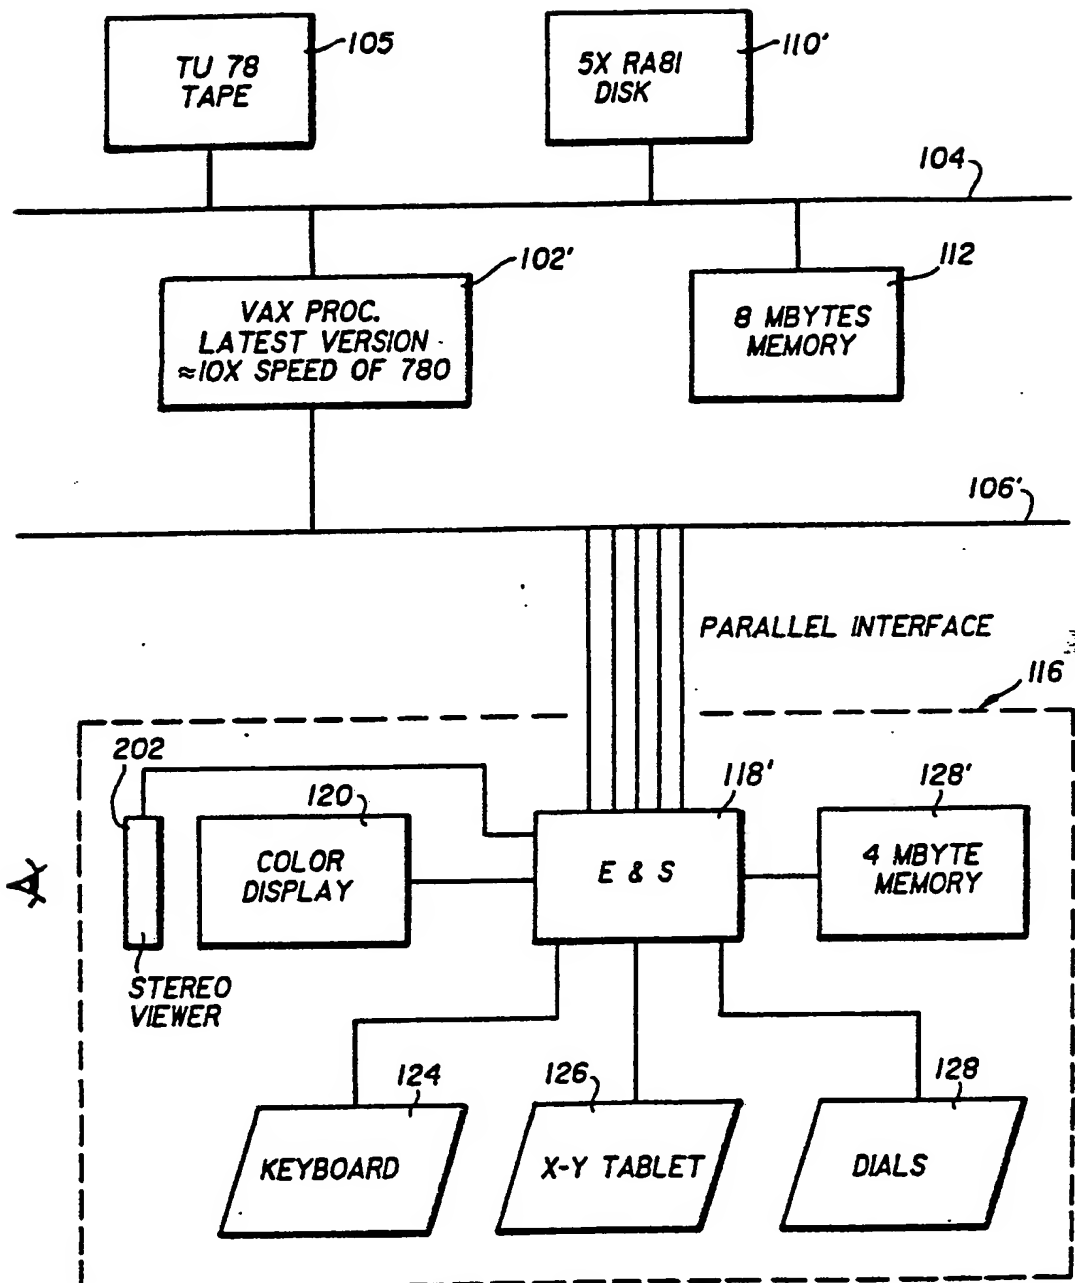 TU 78
TAPE
105
5X RA81
DISK
110'
104
VAX PROC.
LATEST VERSION
≈10X SPEED OF 780
102'
8 MBYTES
MEMORY
112
106'
PARALLEL INTERFACE
116
202
STEREO
VIEWER
120
COLOR
DISPLAY
118'
E & S
128'
4 MBYTE
MEMORY
124
KEYBOARD
126
X-Y TABLET
128
DIALS